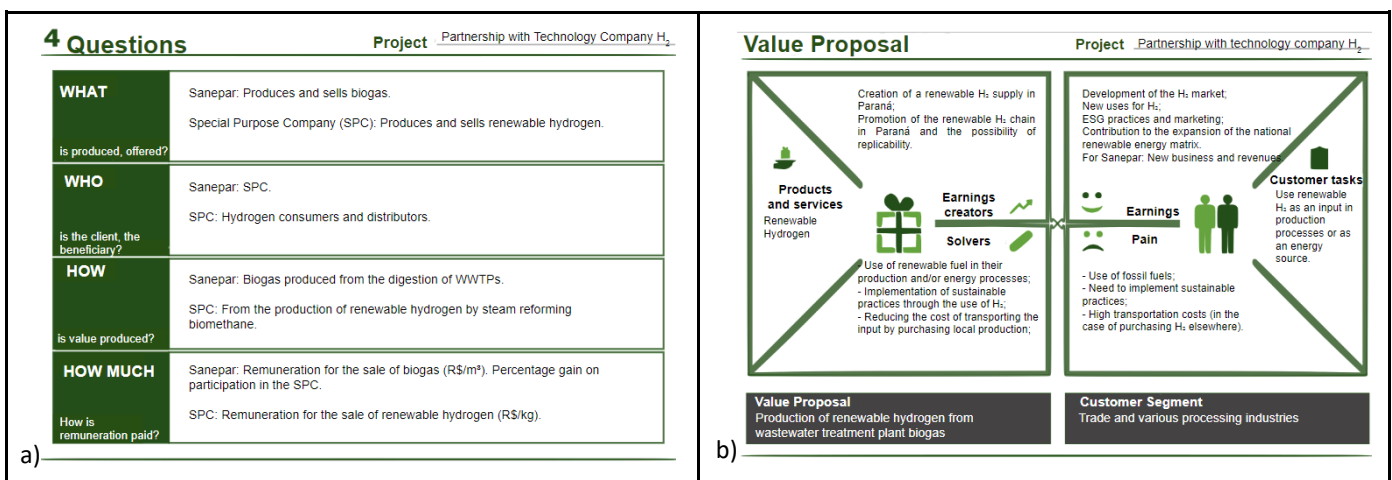 4 Questions
Project Partnership with Technology Company H₂
WHAT
is produced, offered?
Sanepar: Produces and sells biogas.
Special Purpose Company (SPC): Produces and sells renewable hydrogen.
WHO
is the client, the
beneficiary?
Sanepar: SPC.
SPC: Hydrogen consumers and distributors.
HOW
is value produced?
Sanepar: Biogas produced from the digestion of WWTPs.
SPC: From the production of renewable hydrogen by steam reforming
biomethane.
HOW MUCH
How is
remuneration paid?
Sanepar: Remuneration for the sale of biogas (R$/m³). Percentage gain on
participation in the SPC.
SPC: Remuneration for the sale of renewable hydrogen (R$/kg).
a)
Value Proposal
Project Partnership with technology company H₂
Products
and services
Renewable
Hydrogen
Creation of a renewable H₂ supply in
Paraná;
Promotion of the renewable H₂ chain
in Paraná and the possibility of
replicability.
Earnings
creators
Solvers
- Use of renewable fuel in their
production and/or energy processes;
- Implementation of sustainable
practices through the use of H₂;
- Reducing the cost of transporting the
input by purchasing local production;
Development of the H₂ market;
New uses for H₂;
ESG practices and marketing;
Contribution to the expansion of the national
renewable energy matrix.
For Sanepar: New business and revenues.
Earnings
Pain
- Use of fossil fuels;
- Need to implement sustainable
practices;
- High transportation costs (in the
case of purchasing H₂ elsewhere).
Customer tasks
Use renewable
H₂ as an input in
production
processes or as
an energy
source.
Value Proposal
Production of renewable hydrogen from
wastewater treatment plant biogas
Customer Segment
Trade and various processing industries
b)